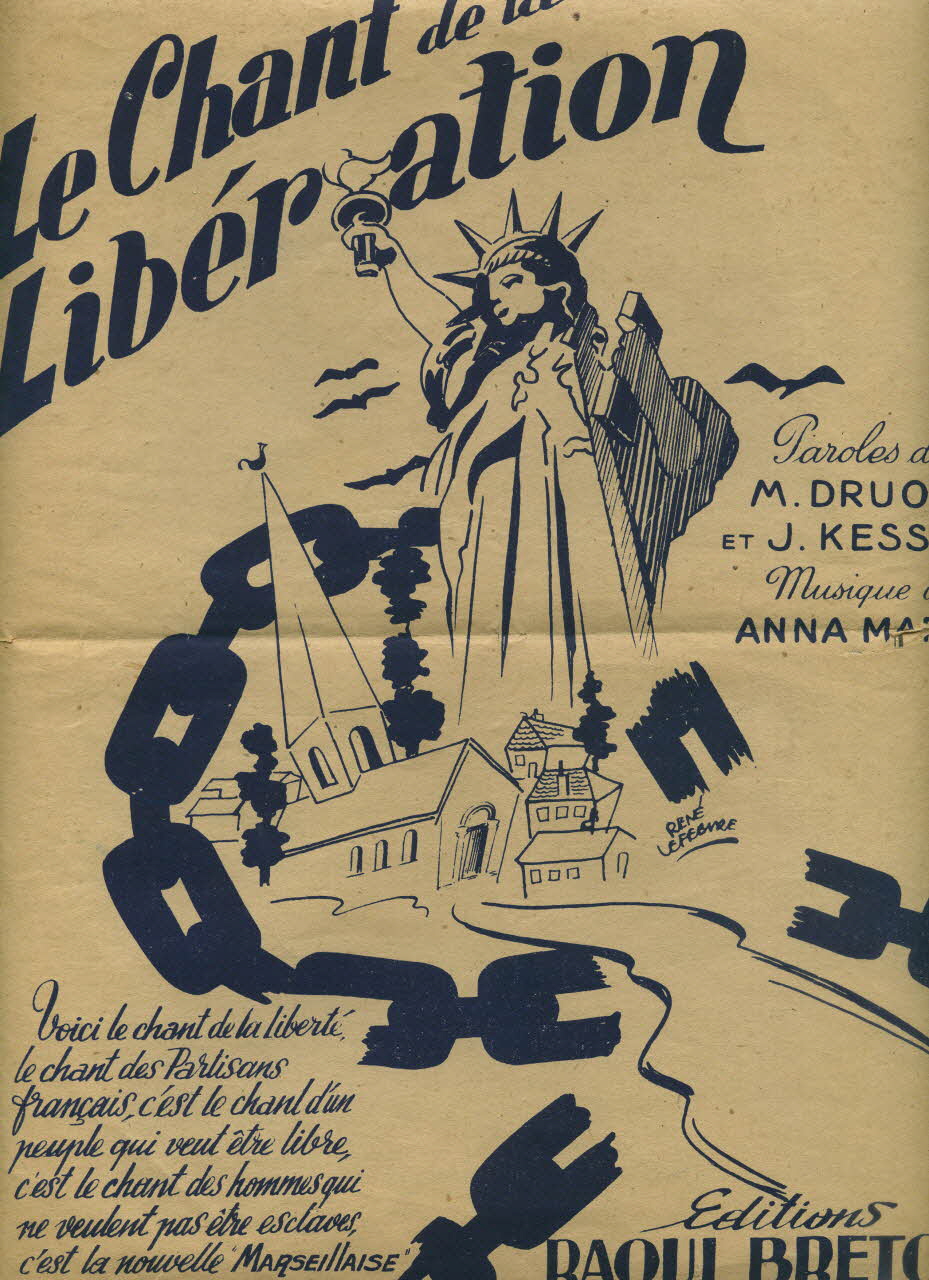 Le Chant de la
Libération
Paroles d
M. DRUO
ET J. KESS
Musique d
ANNA MA
RENÉ
LEFEBVRE
Voici le chant de la liberté,
le chant des Partisans
français, c'est le chant d'un
peuple qui veut être libre,
c'est le chant des hommes qui
ne veulent pas être esclaves,
c'est la nouvelle "MARSEILLAISE"
Editions
RAOUL BRETO